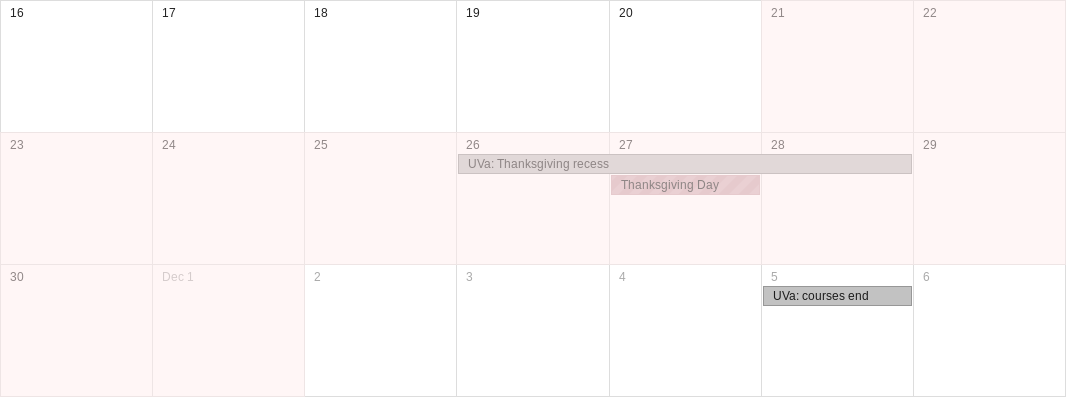 16 17 18 19 20 21 22
23 24 25 26 27 28 29
UVa: Thanksgiving recess
Thanksgiving Day
30 Dec 1 2 3 4 5 6
UVa: courses end